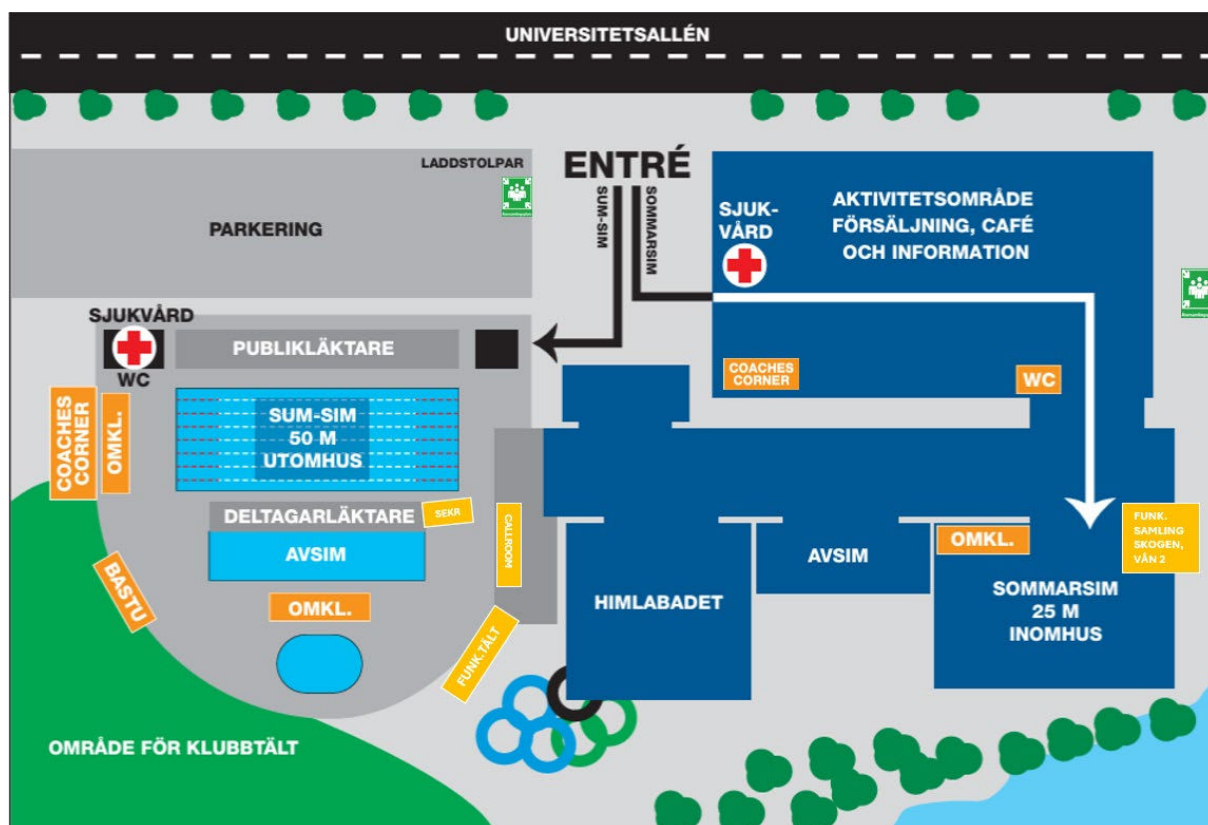 UNIVERSITETSALLÉN
LADDSTOLPAR
PARKERING
ENTRÉ
SUM-SIM
SOMMARSIM
SJUK-
VÅRD
AKTIVITETSOMRÅDE
FÖRSÄLJNING, CAFÉ
OCH INFORMATION
SJUKVÅRD
WC
PUBLIKLÄKTARE
COACHES
CORNER
WC
COACHES
CORNER
OMKL.
SUM-SIM
50 M
UTOMHUS
DELTAGARLÄKTARE
SEKR
CALLROOM
AVSIM
BASTU
OMKL.
FUNK.TÄLT
HIMLABADET
AVSIM
OMKL.
FUNK.
SAMLING
SKOGEN,
VÅN 2
SOMMARSIM
25 M
INOMHUS
OMRÅDE FÖR KLUBBTÄLT